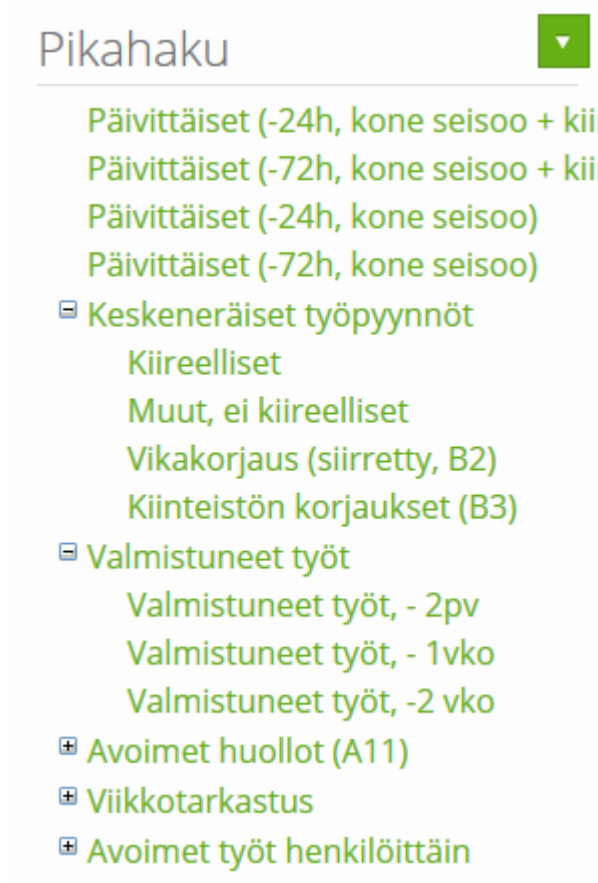 Pikahaku
Päivittäiset (-24h, kone seisoo +
Päivittäiset (-72h, kone seisoo +
Päivittäiset (-24h, kone seisoo)
Päivittäiset (-72h, kone seisoo)
Keskeneräiset työpyynnöt
Kiireelliset
Muut, ei kiireelliset
Vikakorjaus (siirretty, B2)
Kiinteistön korjaukset (B3)
Valmistuneet työt
Valmistuneet työt, - 2pv
Valmistuneet työt, - 1vko
Valmistuneet työt, -2 vko
Avoimet huollot (A11)
Viikkotarkastus
Avoimet työt henkilöittäin